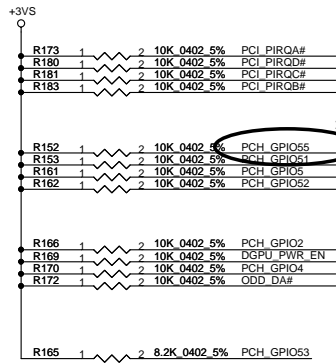 +3VS
R173 1 2 10K_0402_5% PCI_PIRQA#
R180 1 2 10K_0402_5% PCI_PIRQD#
R181 1 2 10K_0402_5% PCI_PIRQC#
R183 1 2 10K_0402_5% PCI_PIRQB#
R152 1 2 10K_0402_5% PCH_GPIO55
R153 1 2 10K_0402_5% PCH_GPIO51
R161 1 2 10K_0402_5% PCH_GPIO5
R162 1 2 10K_0402_5% PCH_GPIO52
R166 1 2 10K_0402_5% PCH_GPIO2
R169 1 2 10K_0402_5% DGPU_PWR_EN
R170 1 2 10K_0402_5% PCH_GPIO4
R172 1 2 10K_0402_5% ODD_DA#
R165 1 2 8.2K_0402_5% PCH_GPIO53